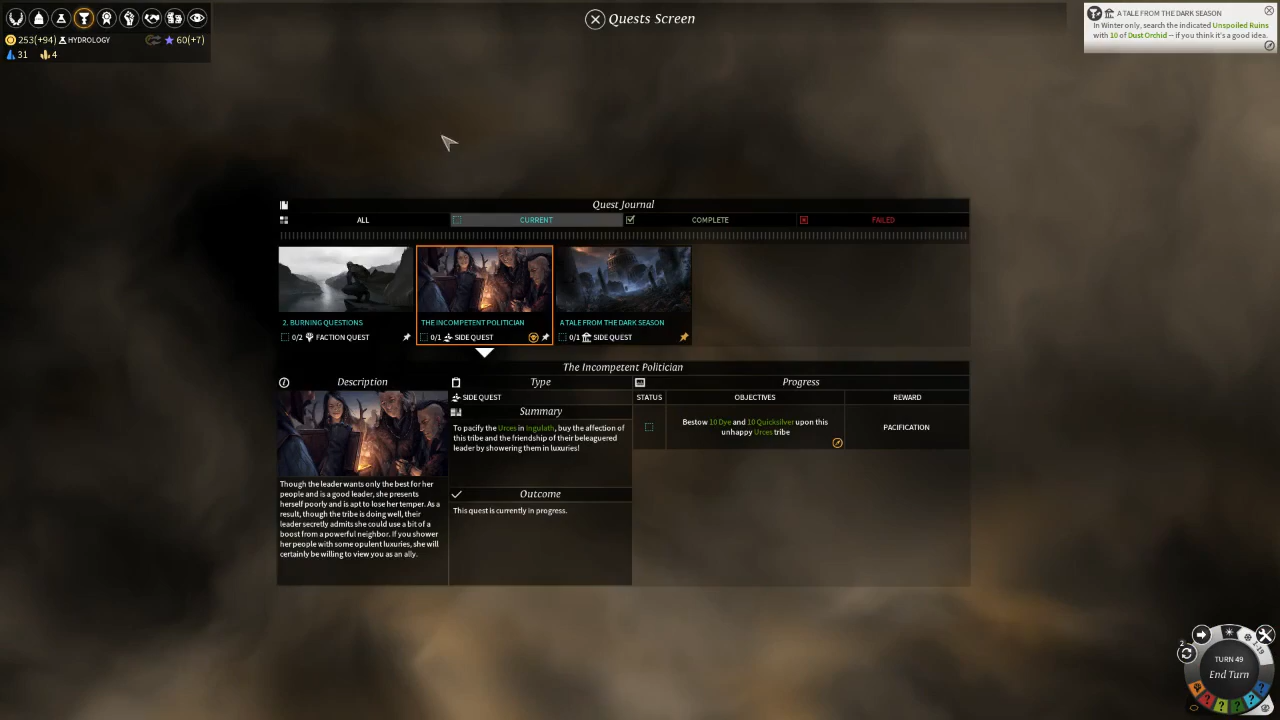 Quests Screen
253(+94) HYDROLOGY 60(+7)
31 4
A TALE FROM THE DARK SEASON
In Winter only, search the indicated Unspoiled Ruins
with 10 of Dust Orchid -- if you think it's a good idea.
Quest Journal
ALL CURRENT COMPLETE FAILED
2. BURNING QUESTIONS
0/2 FACTION QUEST
THE INCOMPETENT POLITICIAN
0/1 SIDE QUEST
A TALE FROM THE DARK SEASON
0/1 SIDE QUEST
The Incompetent Politician
Description
Though the leader wants only the best for her
people and is a good leader, she presents
herself poorly and is apt to lose her temper. As a
result, though the tribe is doing well, their
leader secretly admits she could use a bit of a
boost from a powerful neighbor. If you shower
her people with some opulent luxuries, she will
certainly be willing to view you as an ally.
Type
SIDE QUEST
Summary
To pacify the Urces in Ingulath, buy the affection of
this tribe and the friendship of their beleaguered
leader by showering them in luxuries!
Outcome
This quest is currently in progress.
Progress
STATUS OBJECTIVES REWARD
Bestow 10 Dye and 10 Quicksilver upon this
unhappy Urces tribe
PACIFICATION
2
TURN 49
End Turn